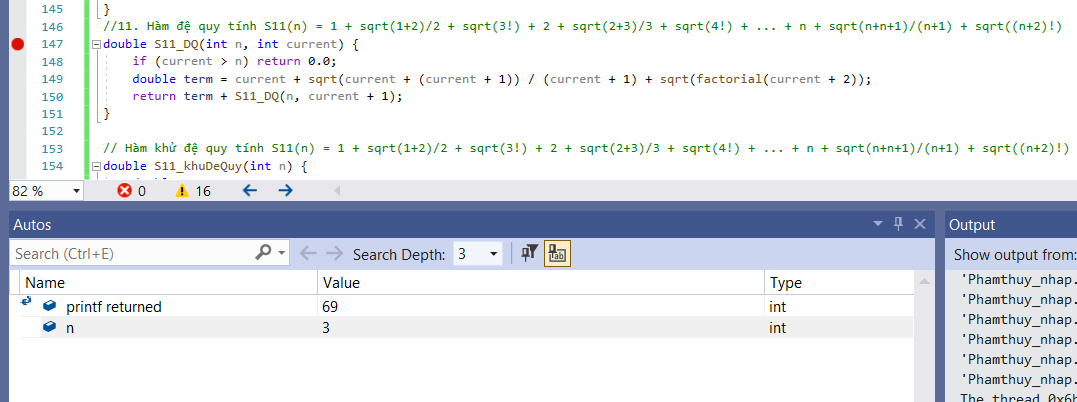 145 }
146 //11. Hàm đệ quy tính S11(n) = 1 + sqrt(1+2)/2 + sqrt(3!) + 2 + sqrt(2+3)/3 + sqrt(4!) + ... + n + sqrt(n+n+1)/(n+1) + sqrt((n+2)!)
147 double S11_DQ(int n, int current) {
148 if (current > n) return 0.0;
149 double term = current + sqrt(current + (current + 1)) / (current + 1) + sqrt(factorial(current + 2));
150 return term + S11_DQ(n, current + 1);
151 }
152
153 // Hàm khử đệ quy tính S11(n) = 1 + sqrt(1+2)/2 + sqrt(3!) + 2 + sqrt(2+3)/3 + sqrt(4!) + ... + n + sqrt(n+n+1)/(n+1) + sqrt((n+2)!)
154 double S11_khuDeQuy(int n) {
82 % 0 16
Autos
Search (Ctrl+E) Search Depth: 3
Name Value Type
printf returned 69 int
n 3 int
Output
Show output from:
'Phamthuy_nhap.
'Phamthuy_nhap.
'Phamthuy_nhap.
'Phamthuy_nhap.
'Phamthuy_nhap.
'Phamthuy_nhap.
The thread